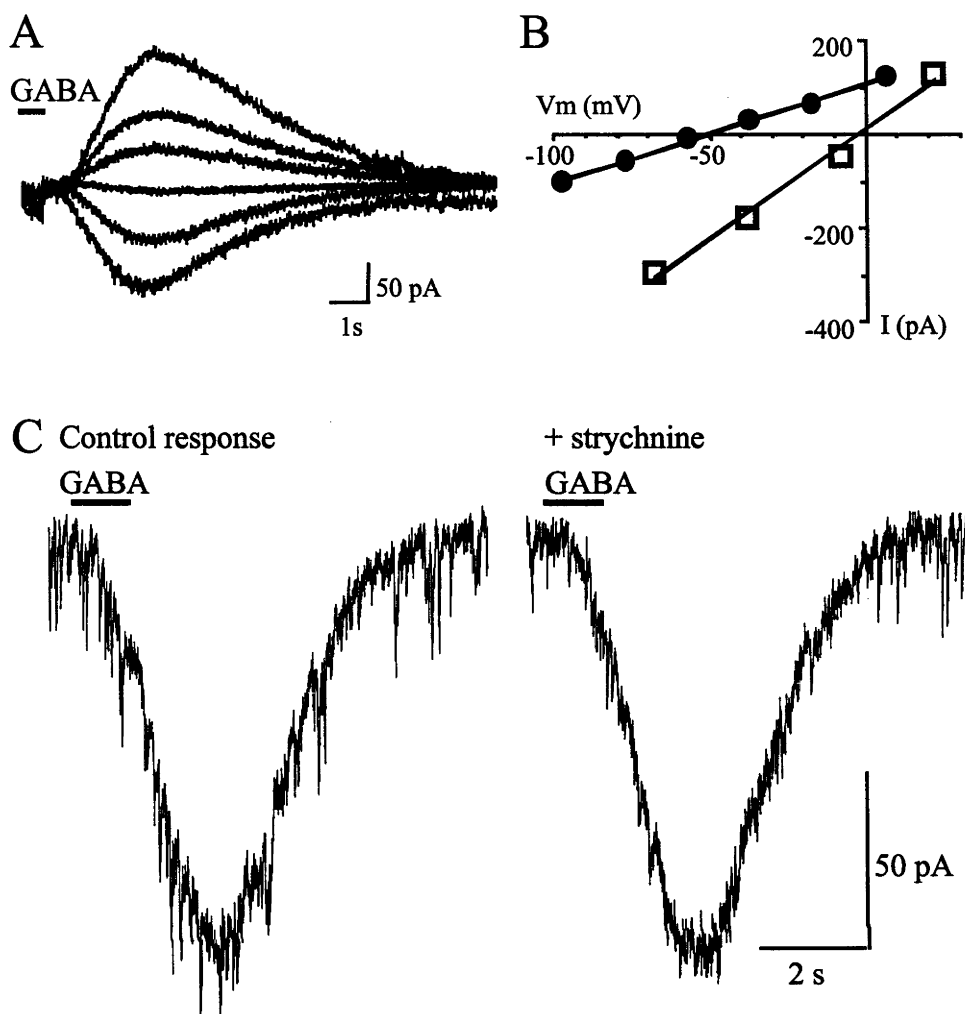 A
GABA
50 pA
1s
B
200
Vm (mV)
-100
-50
-200
-400
I (pA)
C
Control response
GABA
+ strychnine
GABA
50 pA
2 s